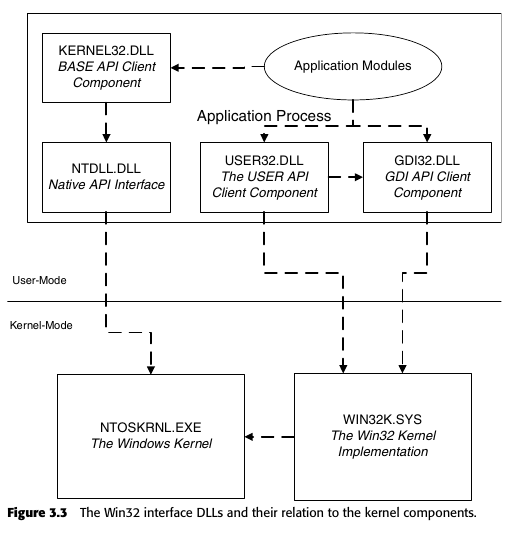 KERNEL32.DLL
BASE API Client
Component
Application Modules
Application Process
NTDLL.DLL
Native API Interface
USER32.DLL
The USER API
Client Component
GDI32.DLL
GDI API Client
Component
User-Mode
Kernel-Mode
NTOSKRNL.EXE
The Windows Kernel
WIN32K.SYS
The Win32 Kernel
Implementation
Figure 3.3 The Win32 interface DLLs and their relation to the kernel components.